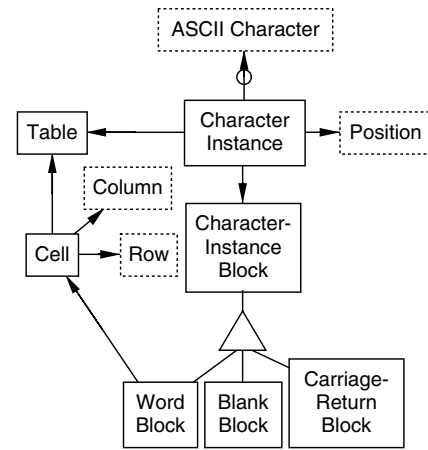 ASCII Character
Character
Instance
Table
Position
Column
Character-
Instance
Block
Cell
Row
Word
Block
Blank
Block
Carriage-
Return
Block